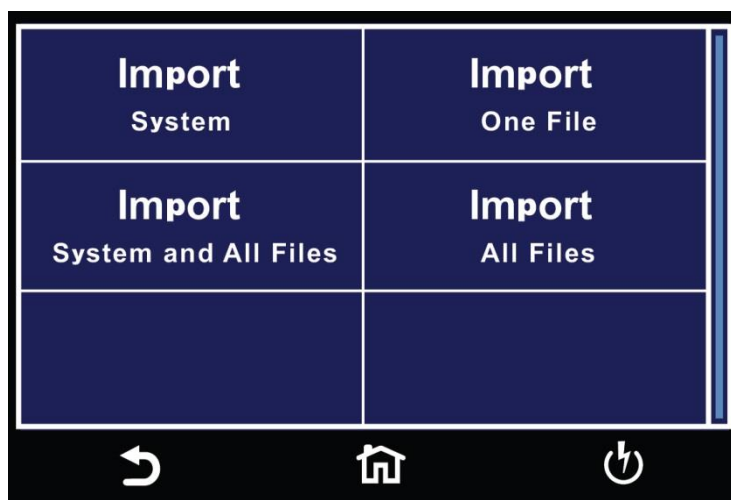 Import
System
Import
One File
Import
System and All Files
Import
All Files